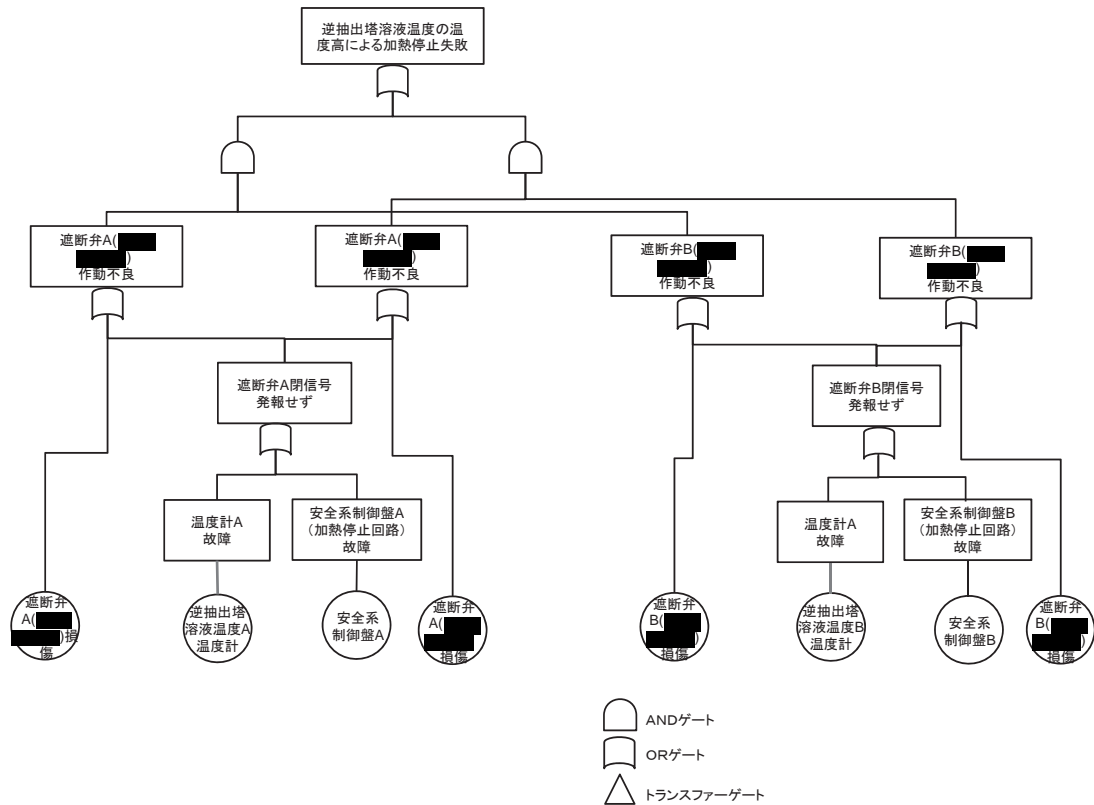 逆抽出塔溶液温度の温
度高による加熱停止失敗
遮断弁A(
)
作動不良
遮断弁A(
)
作動不良
遮断弁B(
)
作動不良
遮断弁B(
)
作動不良
遮断弁A閉信号
発報せず
遮断弁B閉信号
発報せず
温度計A
故障
安全系制御盤A
(加熱停止回路)
故障
温度計A
故障
安全系制御盤B
(加熱停止回路)
故障
遮断弁
A(
)損
傷
逆抽出塔
溶液温度A
温度計
安全系
制御盤A
遮断弁
A(
)
損傷
遮断弁
B(
)
損傷
逆抽出塔
溶液温度B
温度計
安全系
制御盤B
遮断弁
B(
)
損傷
ANDゲート
ORゲート
トランスファーゲート